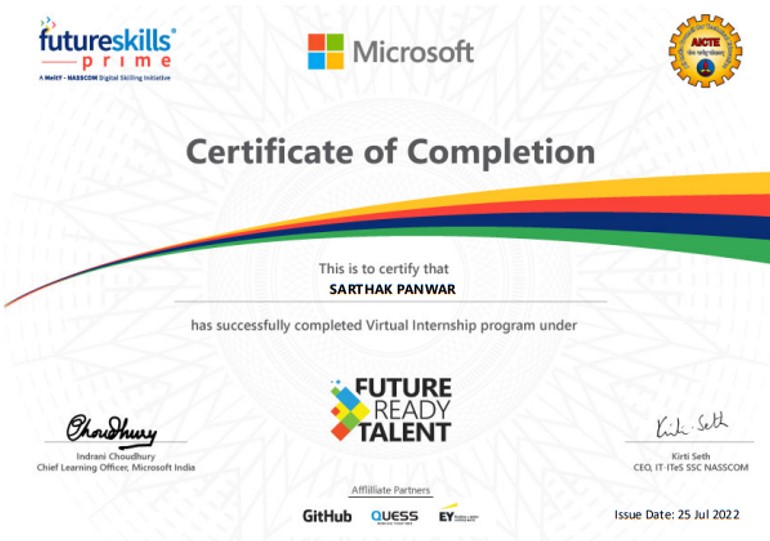 futureskills
prime
A MeitY - NASSCOM Digital Skilling Initiative
Microsoft
AICTE
Certificate of Completion
This is to certify that
SARTHAK PANWAR
has successfully completed Virtual Internship program under
FUTURE
READY
TALENT
Choudhury
Indrani Choudhury
Chief Learning Officer, Microsoft India
Kirti Seth
Kirti Seth
CEO, IT-ITeS SSC NASSCOM
Afflilliate Partners
GitHub
QUESS
EY
Issue Date: 25 Jul 2022